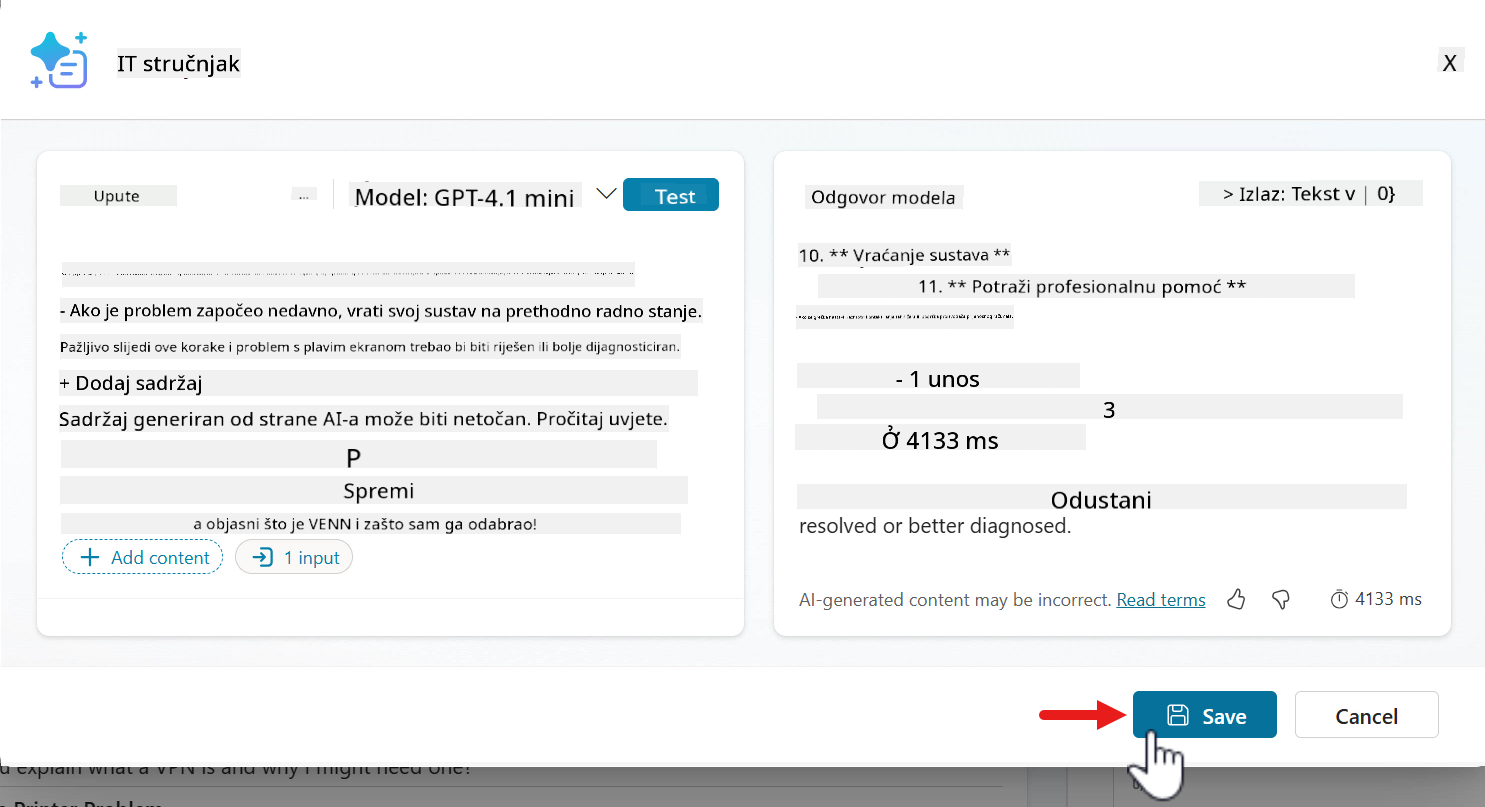 IT stručnjak
X
Upute
...
Model: GPT-4.1 mini
Test
- Ako je problem započeo nedavno, vrati svoj sustav na prethodno radno stanje.
Pažljivo slijedi ove korake i problem s plavim ekranom trebao bi biti riješen ili bolje dijagnosticiran.
+ Dodaj sadržaj
Sadržaj generiran od strane AI-a može biti netočan. Pročitaj uvjete.
P
Spremi
a objasni što je VENN i zašto sam ga odabrao!
Add content
1 input
Odgovor modela
> Izlaz: Tekst v | 0}
10. ** Vraćanje sustava **
11. ** Potraži profesionalnu pomoć **
- 1 unos
3
Ở 4133 ms
Odustani
resolved or better diagnosed.
AI-generated content may be incorrect. Read terms
4133 ms
Save
Cancel
explain what a VPN is and why I might need one?
Printer Problem